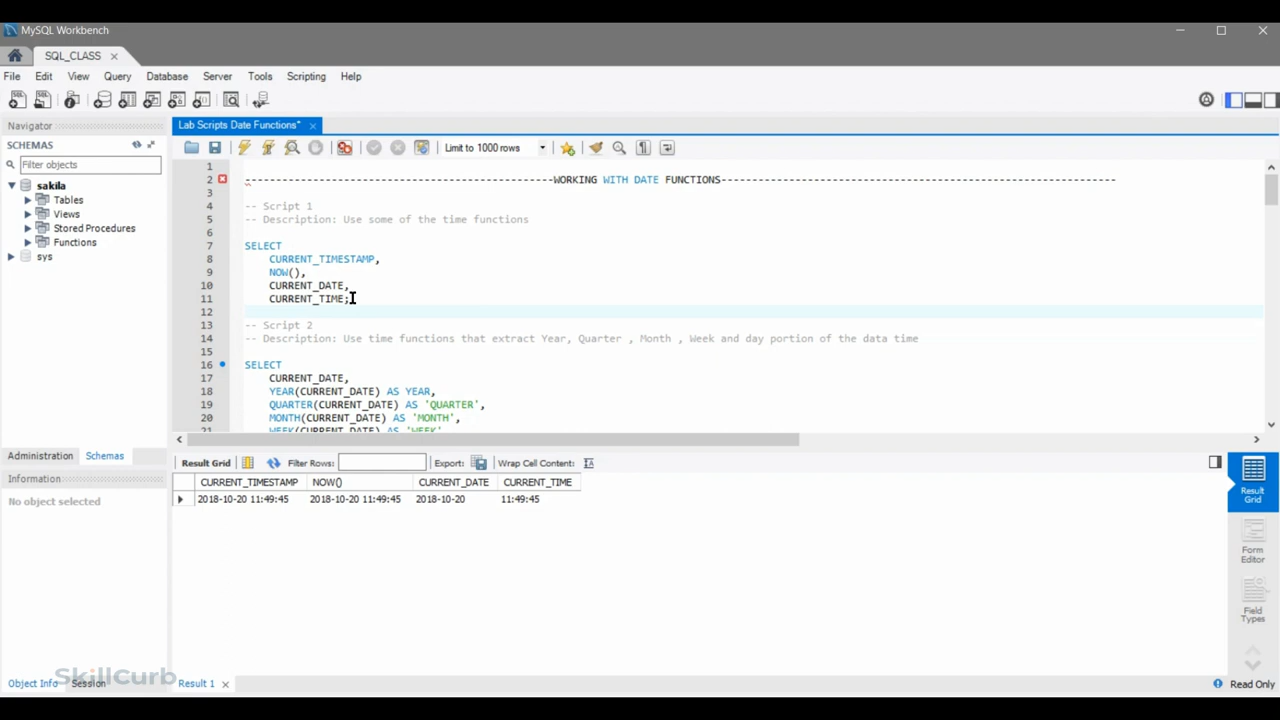 MySQL Workbench
SQL_CLASS
File Edit View Query Database Server Tools Scripting Help
Navigator
SCHEMAS
Filter objects
sakila
Tables
Views
Stored Procedures
Functions
sys
Administration Schemas
Information
No object selected
Object Info Session
SkillCurb
Lab Scripts Date Functions*
Limit to 1000 rows
1
2 --------------------------------------------------WORKING WITH DATE FUNCTIONS----------------------------------------------------------------
3
4 -- Script 1
5 -- Description: Use some of the time functions
6
7 SELECT
8 CURRENT_TIMESTAMP,
9 NOW(),
10 CURRENT_DATE,
11 CURRENT_TIME;
12
13 -- Script 2
14 -- Description: Use time functions that extract Year, Quarter , Month , Week and day portion of the data time
15
16 SELECT
17 CURRENT_DATE,
18 YEAR(CURRENT_DATE) AS YEAR,
19 QUARTER(CURRENT_DATE) AS 'QUARTER',
20 MONTH(CURRENT_DATE) AS 'MONTH',
21 WEEK(CURRENT_DATE) AS 'WEEK'
Result Grid Filter Rows: Export: Wrap Cell Content:
CURRENT_TIMESTAMP NOW() CURRENT_DATE CURRENT_TIME
2018-10-20 11:49:45 2018-10-20 11:49:45 2018-10-20 11:49:45
Result Grid
Form Editor
Field Types
Result 1
Read Only